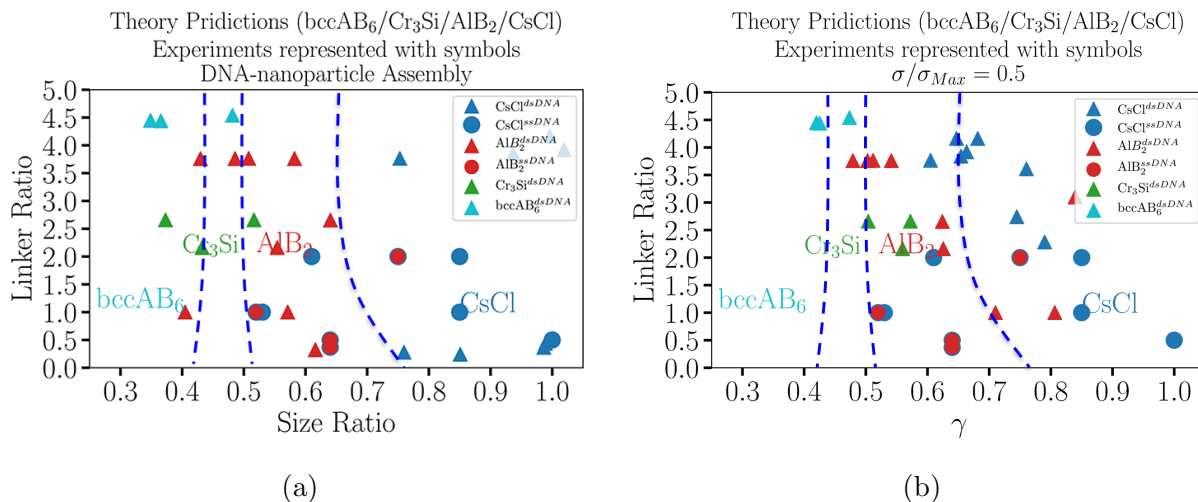 Theory Pridictions (bccAB₆/Cr₃Si/AlB₂/CsCl)
Experiments represented with symbols
DNA-nanoparticle Assembly
5.0
4.5
4.0
3.5
3.0
2.5
2.0
1.5
1.0
0.5
0.0
Linker Ratio
CsCl^dsDNA
CsCl^ssDNA
AlB₂^dsDNA
AlB₂^ssDNA
Cr₃Si^dsDNA
bccAB₆^dsDNA
Cr₃Si
AlB₂
bccAB₆
CsCl
0.3 0.4 0.5 0.6 0.7 0.8 0.9 1.0
Size Ratio
(a)
Theory Pridictions (bccAB₆/Cr₃Si/AlB₂/CsCl)
Experiments represented with symbols
σ/σ_Max = 0.5
5.0
4.5
4.0
3.5
3.0
2.5
2.0
1.5
1.0
0.5
0.0
Linker Ratio
CsCl^dsDNA
CsCl^ssDNA
AlB₂^dsDNA
AlB₂^ssDNA
Cr₃Si^dsDNA
bccAB₆^dsDNA
Cr₃Si
AlB₂
bccAB₆
CsCl
0.3 0.4 0.5 0.6 0.7 0.8 0.9 1.0
γ
(b)